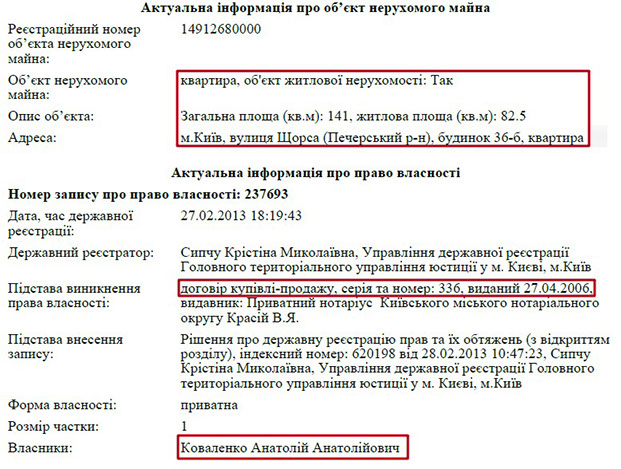 Актуальна інформація про об’єкт нерухомого майна
Реєстраційний номер 14912680000
об’єкта нерухомого
майна:
Об’єкт нерухомого квартира, об'єкт житлової нерухомості: Так
майна:
Опис об’єкта: Загальна площа (кв.м): 141, житлова площа (кв.м): 82.5
Адреса: м.Київ, вулиця Щорса (Печерський р-н), будинок 36-б, квартира
Актуальна інформація про право власності
Номер запису про право власності: 237693
Дата, час державної 27.02.2013 18:19:43
реєстрації:
Державний реєстратор: Сипчу Крістіна Миколаївна, Управління державної реєстрації
Головного територіального управління юстиції у м. Києві, м.Київ
Підстава виникнення договір купівлі-продажу, серія та номер: 336, виданий 27.04.2006,
права власності: видавник: Приватний нотаріус Київського міського нотаріального
округу Красій В.Я.
Підстава внесення Рішення про державну реєстрацію прав та їх обтяжень (з відкриттям
запису: розділу), індексний номер: 620198 від 28.02.2013 10:47:23, Сипчу
Крістіна Миколаївна, Управління державної реєстрації Головного
територіального управління юстиції у м. Києві, м.Київ
Форма власності: приватна
Розмір частки: 1
Власники: Коваленко Анатолій Анатолійович